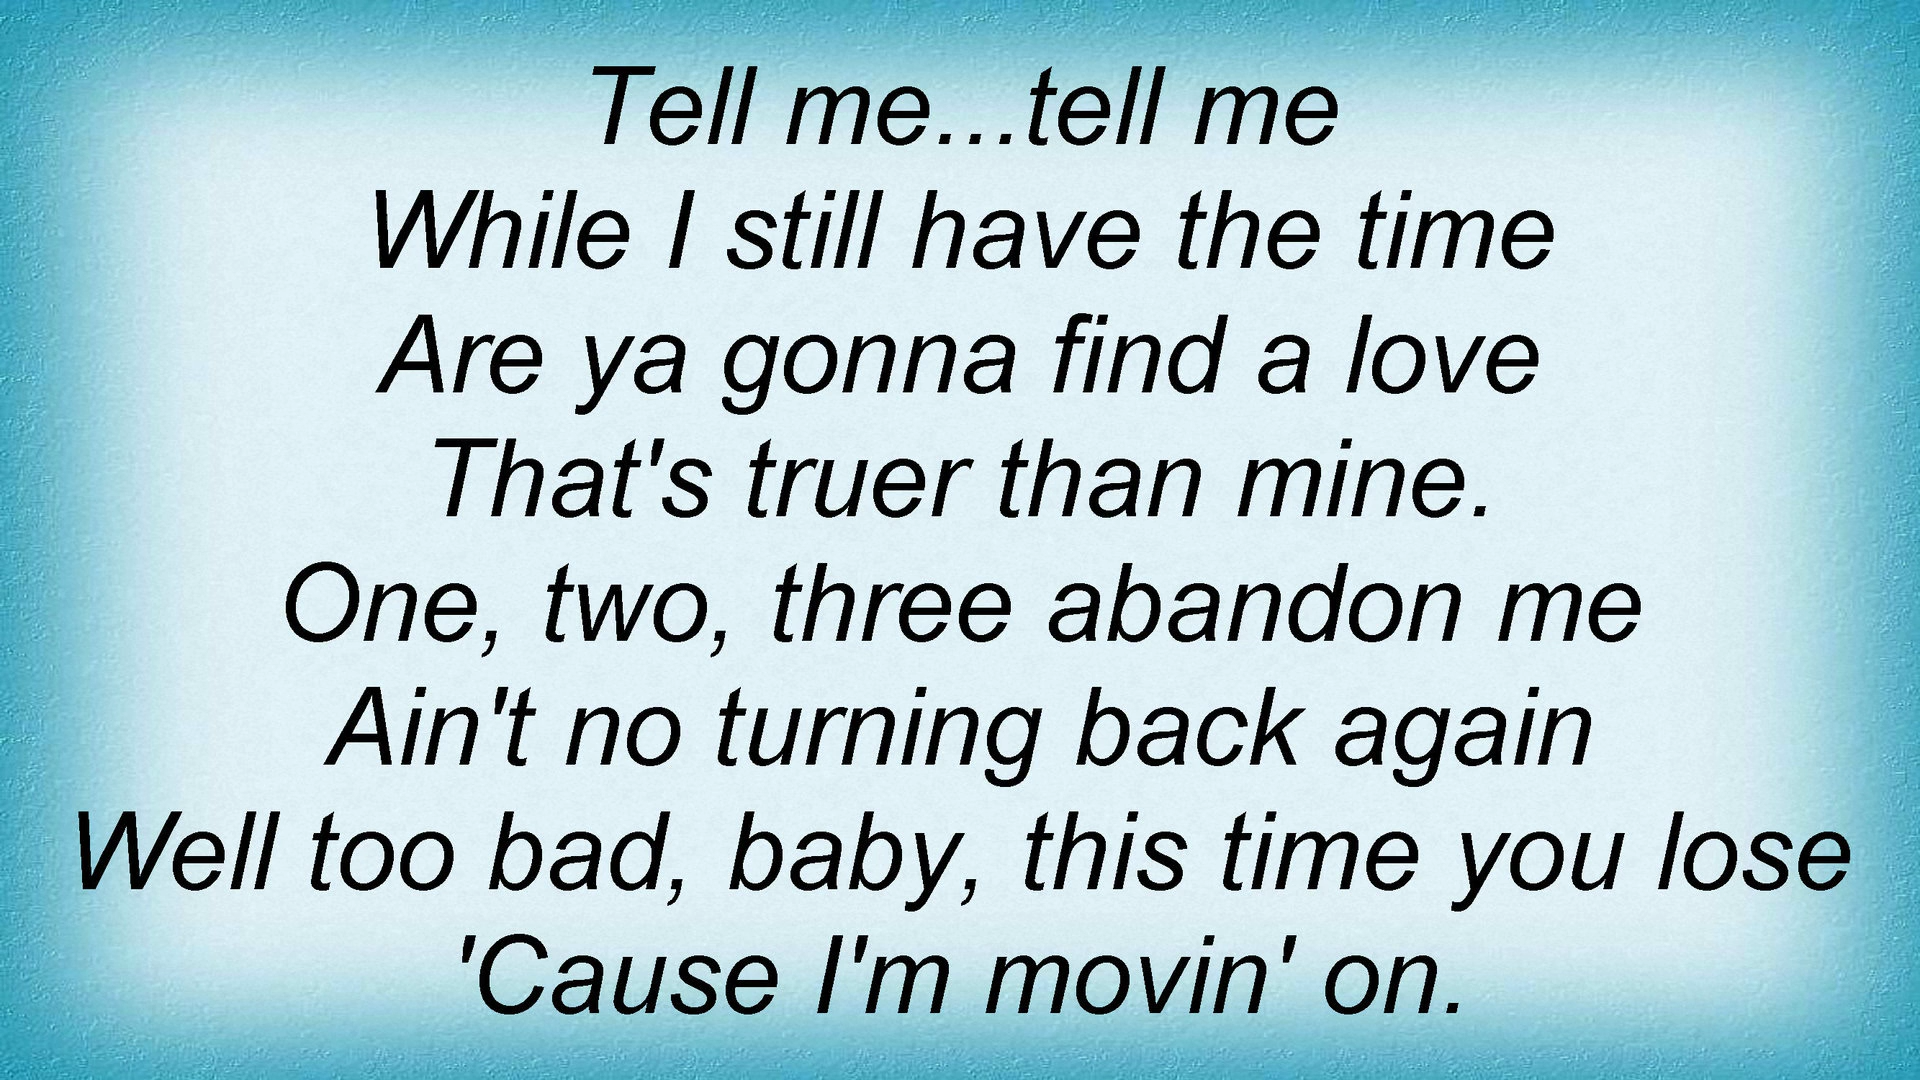 Tell me...tell me
While I still have the time
Are ya gonna find a love
That's truer than mine.
One, two, three abandon me
Ain't no turning back again
Well too bad, baby, this time you lose
'Cause I'm movin' on.